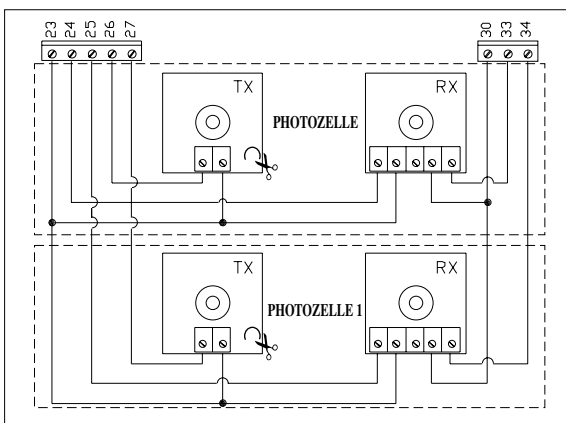 23 24 25 26 27
30 33 34
TX
RX
PHOTOZELLE
TX
RX
PHOTOZELLE 1